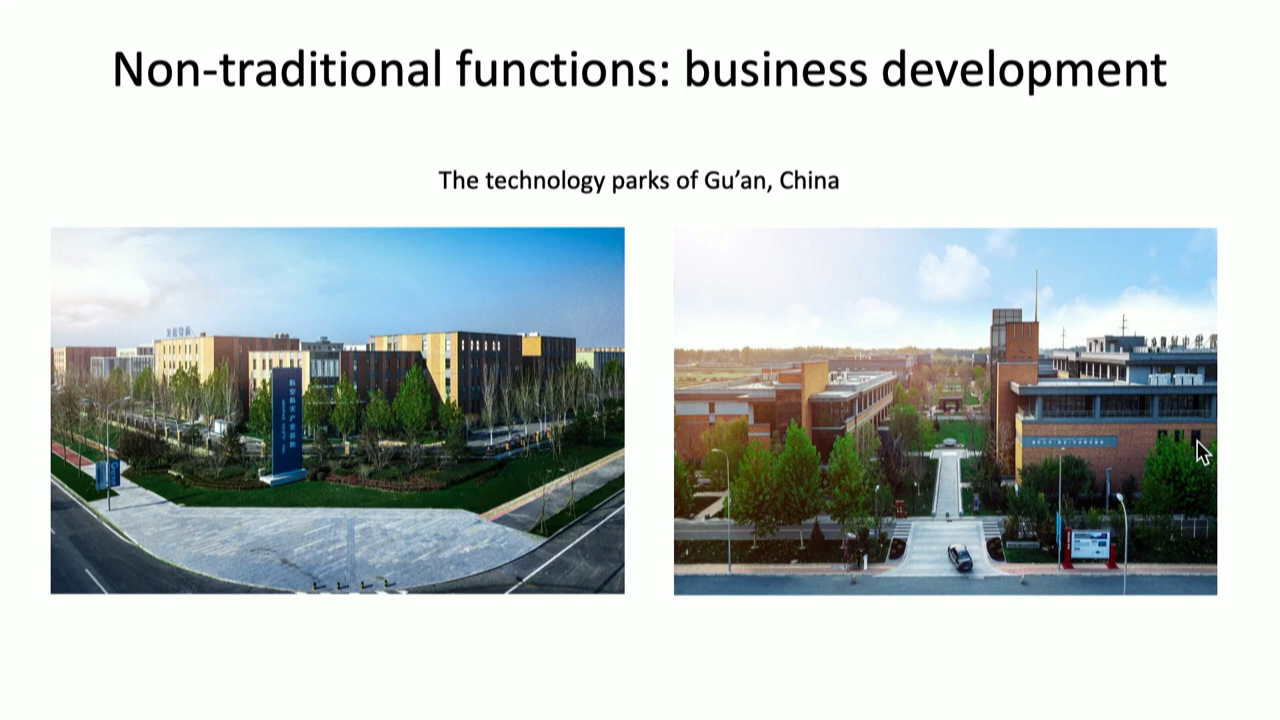 Non-traditional functions: business development
The technology parks of Gu’an, China